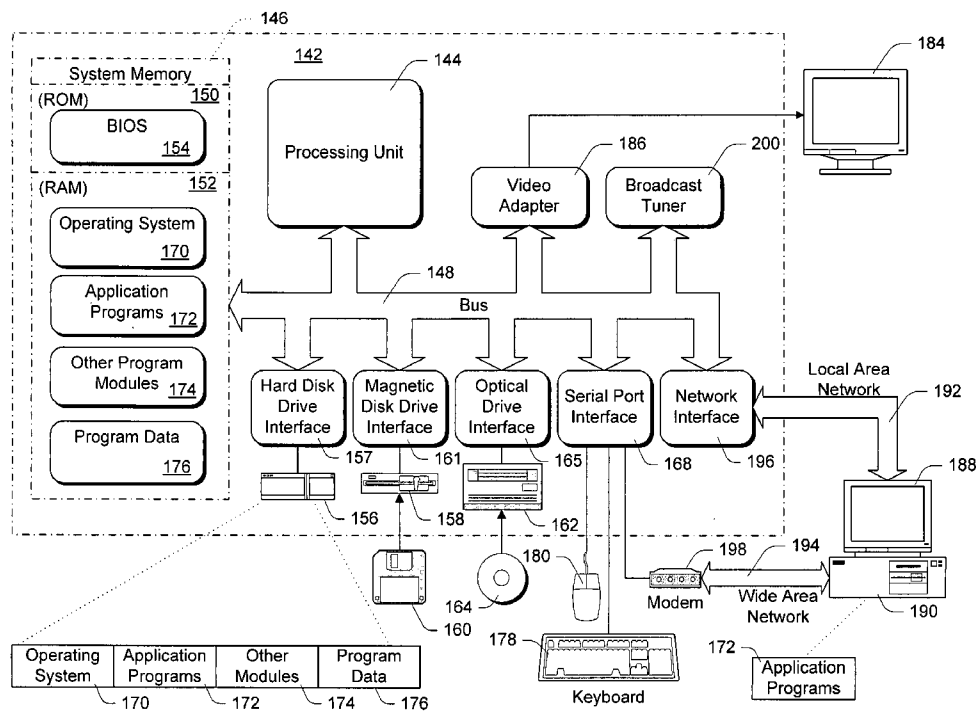 146
142
144
184
System Memory
(ROM)
150
BIOS
154
(RAM)
152
Operating System
170
Application
Programs
172
Other Program
Modules
174
Program Data
176
Processing Unit
186
Video
Adapter
200
Broadcast
Tuner
148
Bus
Hard Disk
Drive
Interface
157
Magnetic
Disk Drive
Interface
161
Optical
Drive
Interface
165
Serial Port
Interface
168
Network
Interface
196
Local Area
Network
192
188
156
158
162
160
164
180
198
Modem
194
Wide Area
Network
190
178
Keyboard
172
Application
Programs
Operating
System
Application
Programs
Other
Modules
Program
Data
170
172
174
176